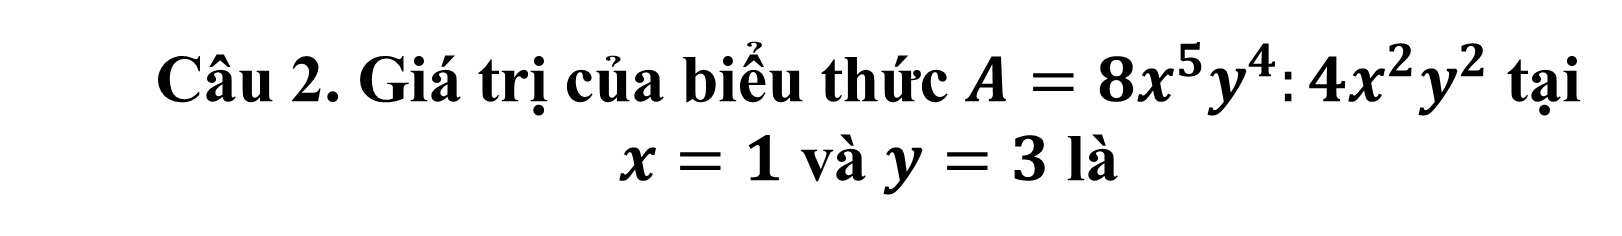 Câu 2. Giá trị của biểu thức A = 8x⁵y⁴: 4x²y² tại
x = 1 và y = 3 là